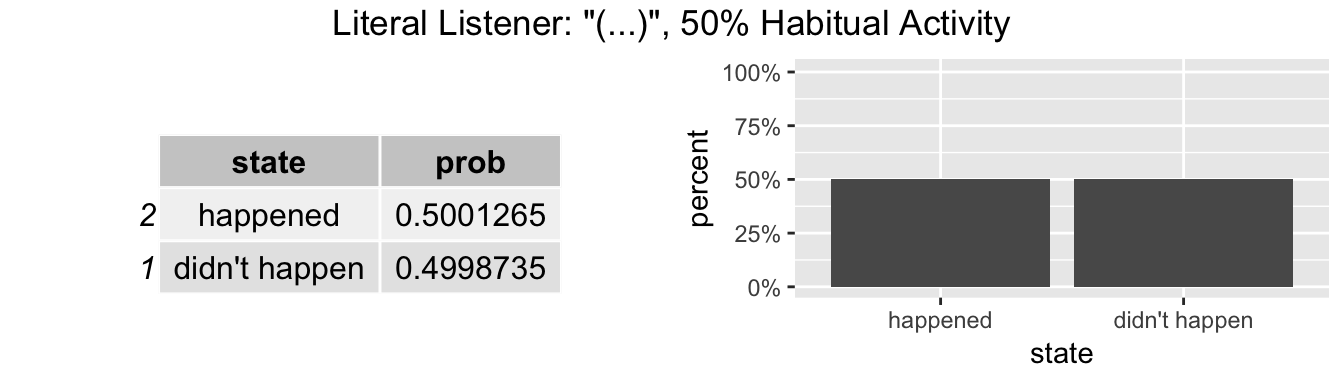 Literal Listener: "(...)", 50% Habitual Activity
state prob
2 happened 0.5001265
1 didn't happen 0.4998735
percent
100%
75%
50%
25%
0%
happened didn't happen
state